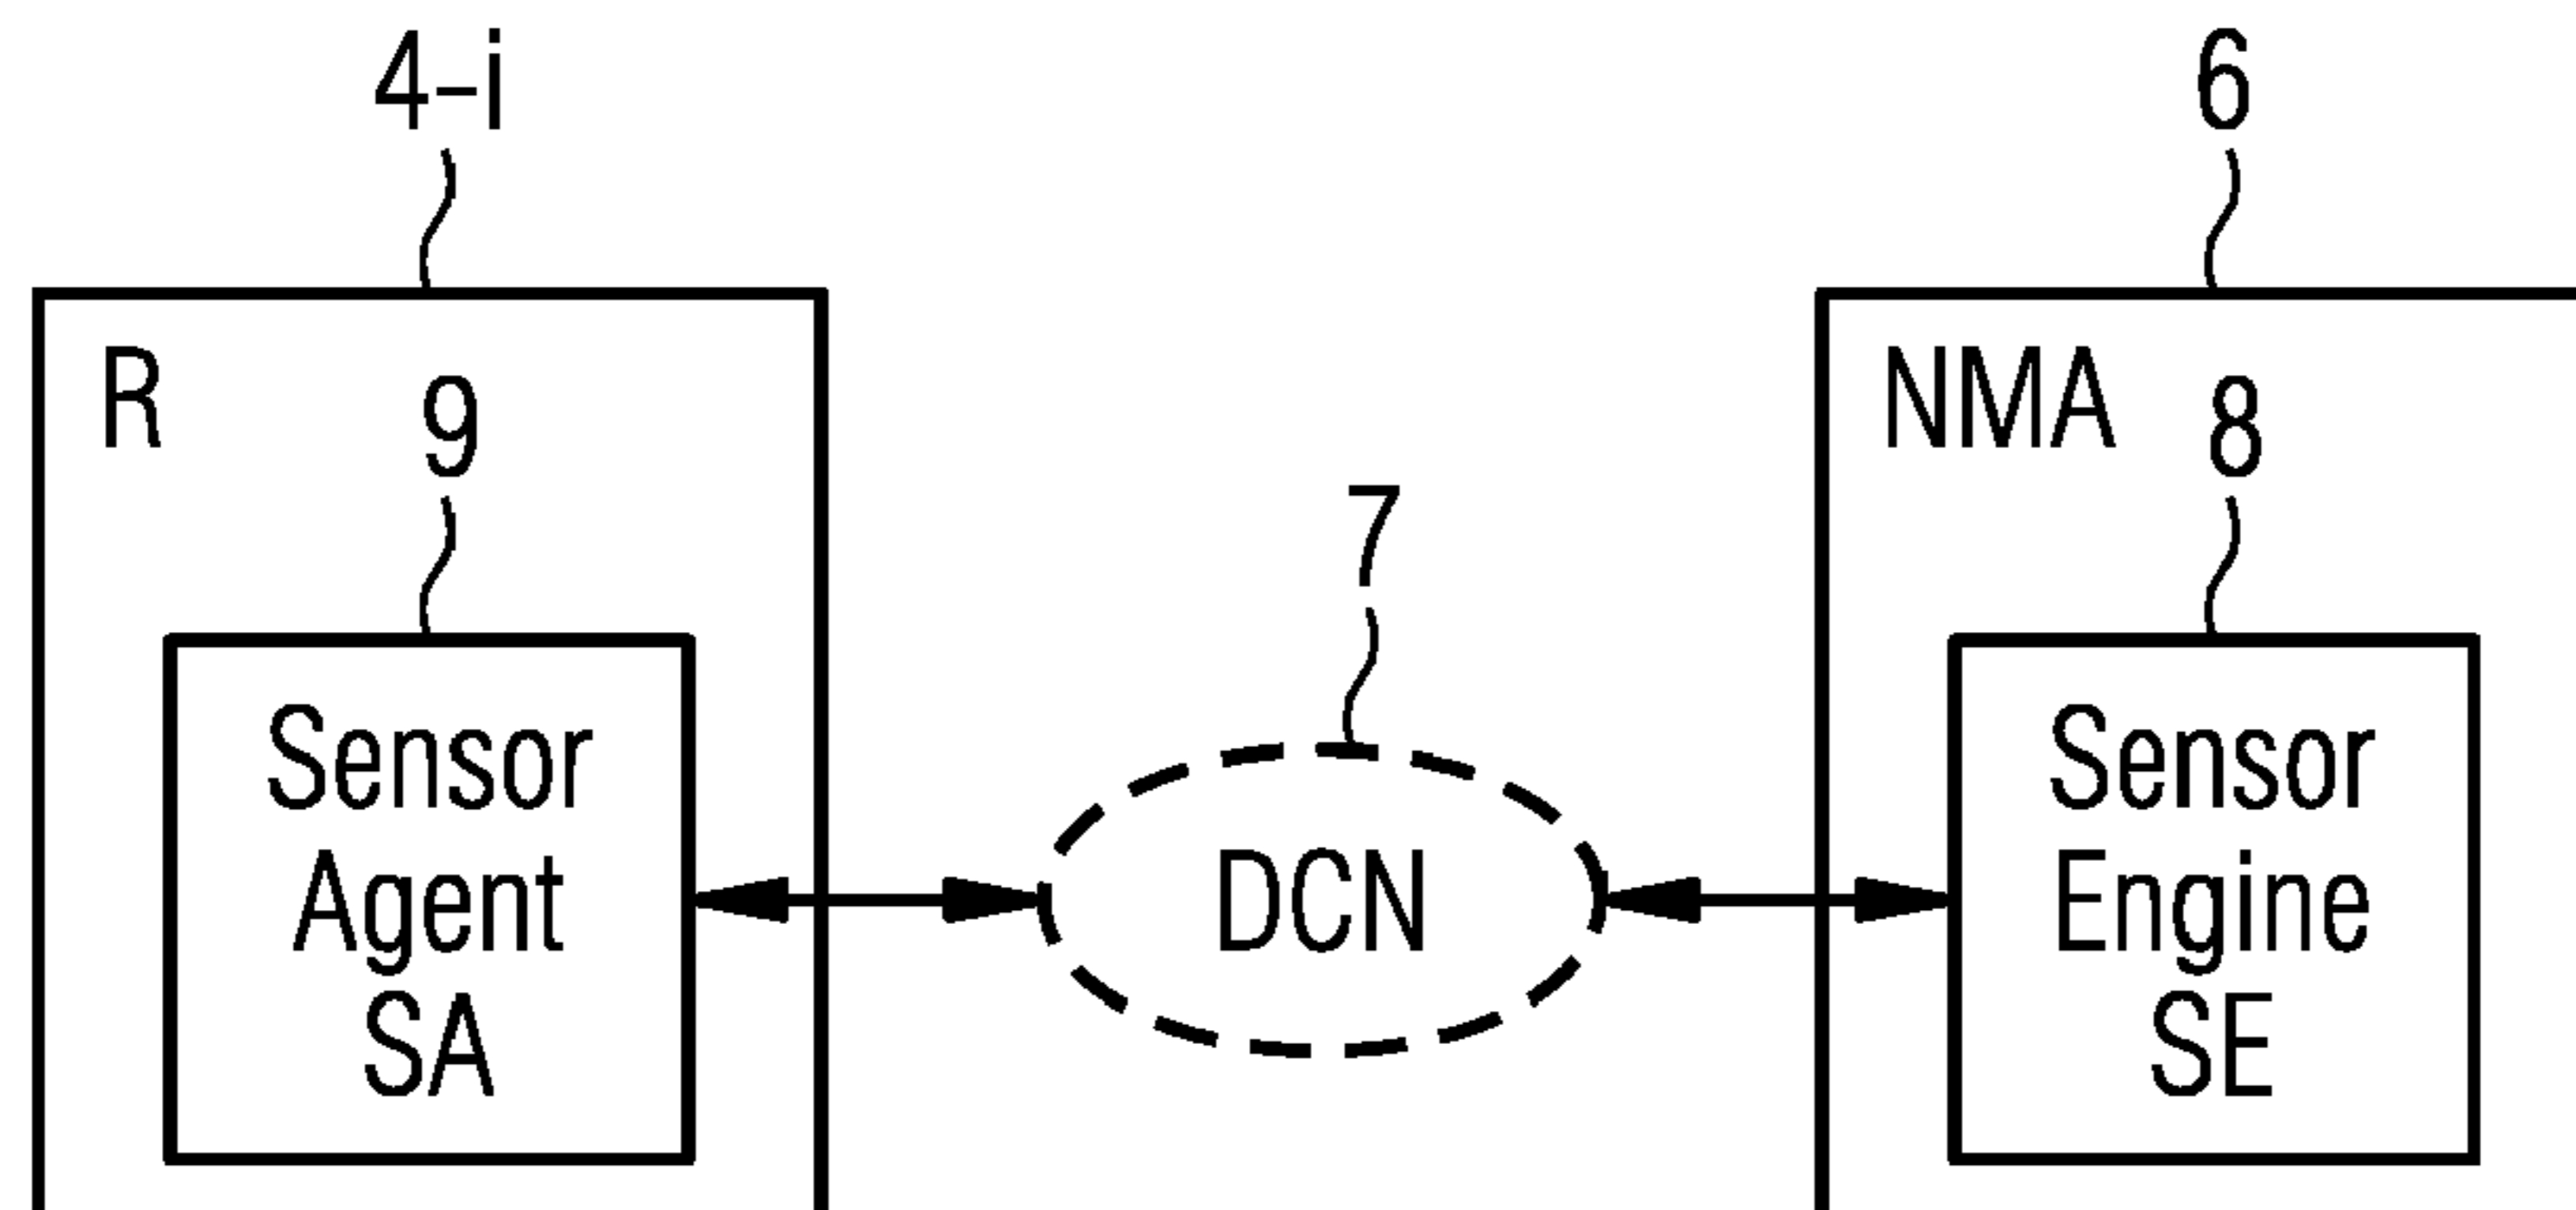 4-i
6
R
9
NMA
8
7
Sensor
Agent
SA
DCN
Sensor
Engine
SE